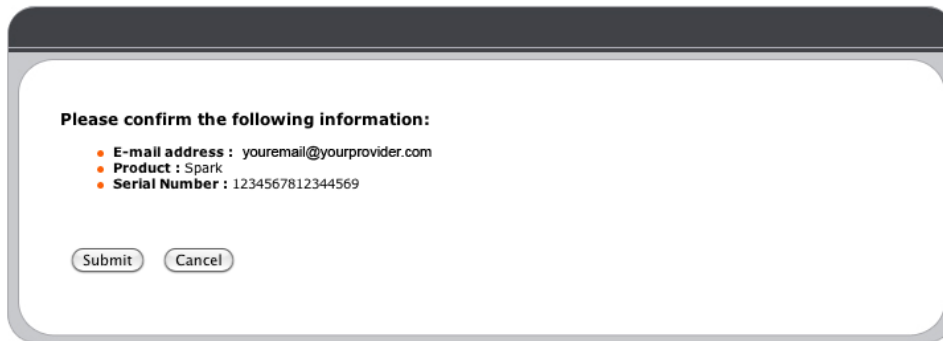 Please confirm the following information:
E-mail address : youremail@yourprovider.com
Product : Spark
Serial Number : 1234567812344569
Submit Cancel